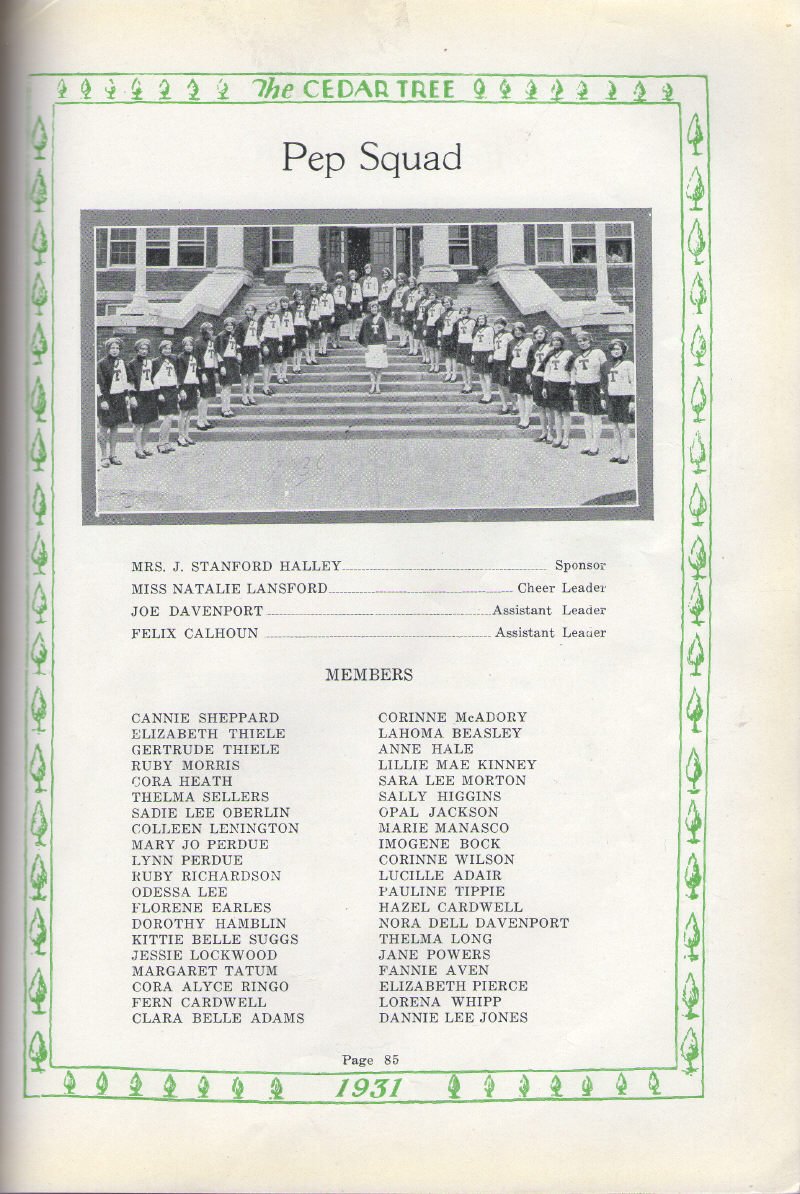 The CEDAR TREE
Pep Squad
MRS. J. STANFORD HALLEY Sponsor
MISS NATALIE LANSFORD Cheer Leader
JOE DAVENPORT Assistant Leader
FELIX CALHOUN Assistant Leader
MEMBERS
CANNIE SHEPPARD
ELIZABETH THIELE
GERTRUDE THIELE
RUBY MORRIS
CORA HEATH
THELMA SELLERS
SADIE LEE OBERLIN
COLLEEN LENINGTON
MARY JO PERDUE
LYNN PERDUE
RUBY RICHARDSON
ODESSA LEE
FLORENE EARLES
DOROTHY HAMBLIN
KITTIE BELLE SUGGS
JESSIE LOCKWOOD
MARGARET TATUM
CORA ALYCE RINGO
FERN CARDWELL
CLARA BELLE ADAMS
CORINNE McADORY
LAHOMA BEASLEY
ANNE HALE
LILLIE MAE KINNEY
SARA LEE MORTON
SALLY HIGGINS
OPAL JACKSON
MARIE MANASCO
IMOGENE BOCK
CORINNE WILSON
LUCILLE ADAIR
PAULINE TIPPIE
HAZEL CARDWELL
NORA DELL DAVENPORT
THELMA LONG
JANE POWERS
FANNIE AVEN
ELIZABETH PIERCE
LORENA WHIPP
DANNIE LEE JONES
Page 85
1931